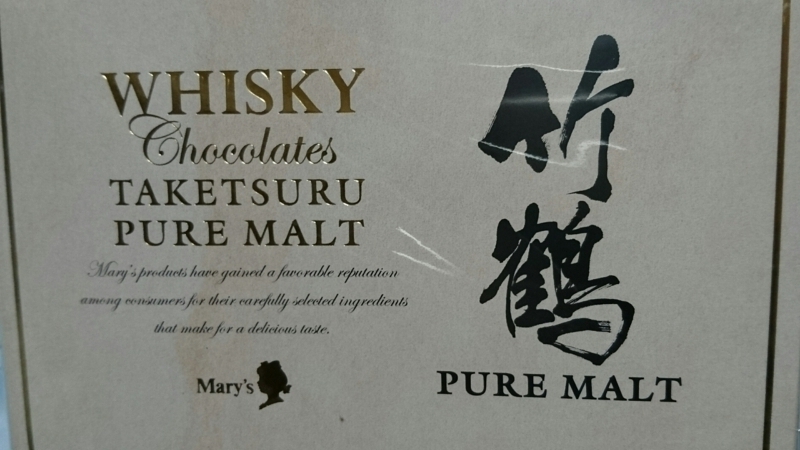 WHISKY
Chocolates
TAKETSURU
PURE MALT
Mary's products have gained a favorable reputation
among consumers for their carefully selected ingredients
that make for a delicious taste.
Mary's
竹鶴
PURE MALT